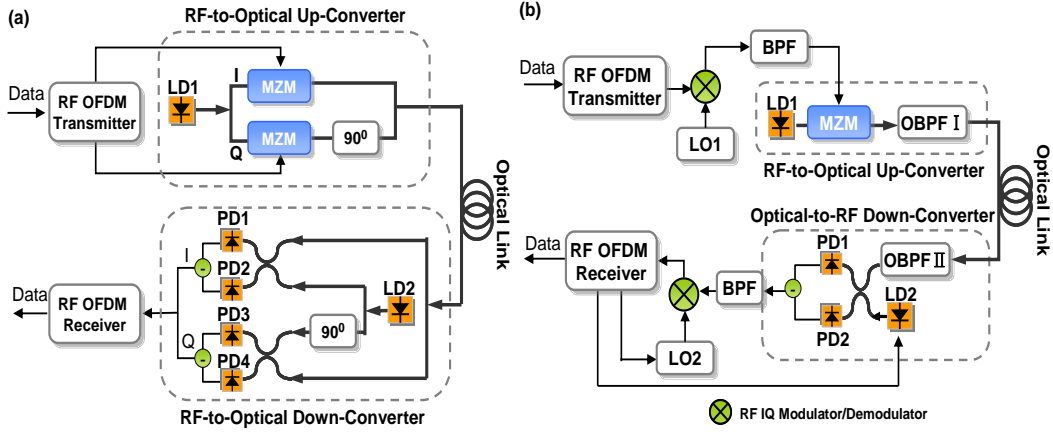 (a)
RF-to-Optical Up-Converter
Data
RF OFDM
Transmitter
LD1
I
MZM
Q
MZM
90⁰
Optical Link
PD1
I
-
PD2
LD2
Data
RF OFDM
Receiver
PD3
Q
-
PD4
90⁰
RF-to-Optical Down-Converter
(b)
Data
RF OFDM
Transmitter
BPF
LO1
LD1
MZM
OBPF I
RF-to-Optical Up-Converter
Optical Link
Optical-to-RF Down-Converter
Data
RF OFDM
Receiver
BPF
PD1
-
PD2
OBPF II
LD2
LO2
RF IQ Modulator/Demodulator